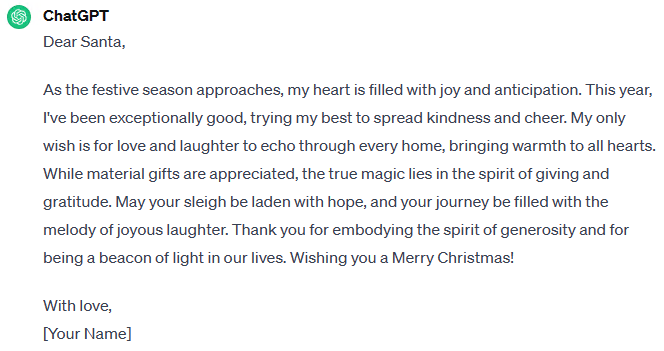 ChatGPT
Dear Santa,
As the festive season approaches, my heart is filled with joy and anticipation. This year,
I've been exceptionally good, trying my best to spread kindness and cheer. My only
wish is for love and laughter to echo through every home, bringing warmth to all hearts.
While material gifts are appreciated, the true magic lies in the spirit of giving and
gratitude. May your sleigh be laden with hope, and your journey be filled with the
melody of joyous laughter. Thank you for embodying the spirit of generosity and for
being a beacon of light in our lives. Wishing you a Merry Christmas!
With love,
[Your Name]